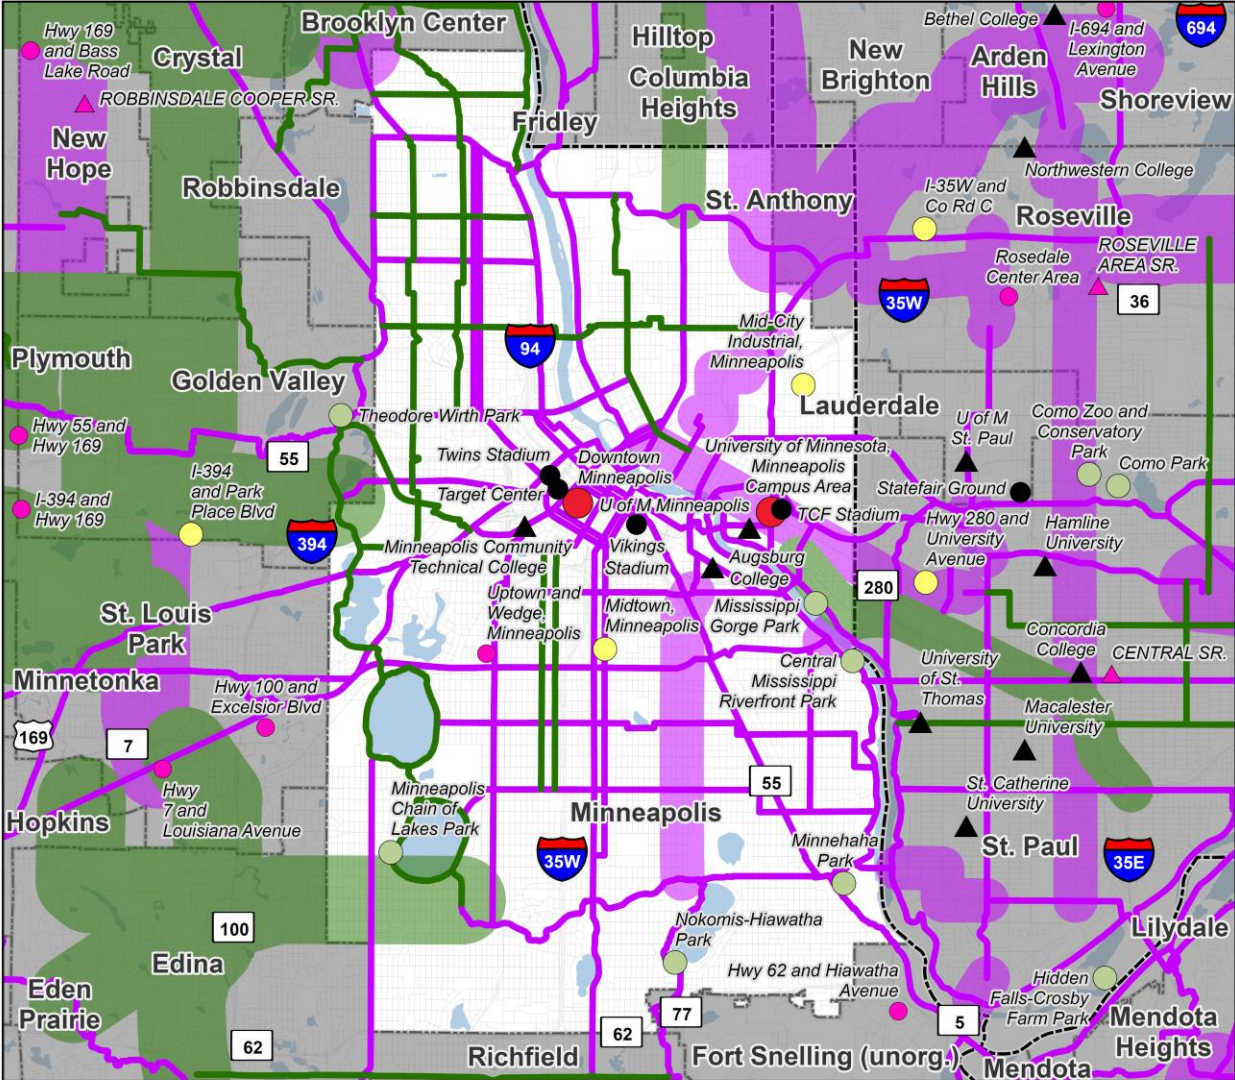 Brooklyn Center
Hwy 169
and Bass
Lake Road
Crystal
Hilltop
Columbia
Heights
New
Brighton
Bethel College
Arden
Hills
I-694 and
Lexington
Avenue
694
ROBBINSDALE COOPER SR.
Shoreview
Fridley
New
Hope
Northwestern College
Robbinsdale
St. Anthony
I-35W and
Co Rd C
Roseville
Rosedale
Center Area
ROSEVILLE
AREA SR.
35W
36
Mid-City
Industrial,
Minneapolis
94
Plymouth
Golden Valley
Theodore Wirth Park
Lauderdale
Hwy 55 and
Hwy 169
55
U of M
St. Paul
Como Zoo and
Conservatory
Park
Como Park
Twins Stadium
Downtown
Minneapolis
University of Minnesota,
Minneapolis
Campus Area
I-394
and Park
Place Blvd
Target Center
Statefair Ground
I-394 and
Hwy 169
U of M Minneapolis
TCF Stadium
394
Hwy 280 and
University
Avenue
Hamline
University
Minneapolis Community
Technical College
Vikings
Stadium
Augsburg
College
280
Uptown and
Wedge,
Minneapolis
Midtown,
Minneapolis
Mississippi
Gorge Park
St. Louis
Park
Concordia
College
CENTRAL SR.
Central
Mississippi
Riverfront Park
University
of St.
Thomas
Minnetonka
Hwy 100 and
Excelsior Blvd
Macalester
University
169
7
Hwy
7 and
Louisiana Avenue
55
St. Catherine
University
Minneapolis
Chain of
Lakes Park
Minneapolis
Hopkins
35W
Minnehaha
Park
St. Paul
35E
100
Nokomis-Hiawatha
Park
Lilydale
Edina
Hwy 62 and Hiawatha
Avenue
Hidden
Falls-Crosby
Farm Park
Eden
Prairie
77
5
Mendota
Heights
62
62
Richfield
Fort Snelling (unorg.)
Mendota